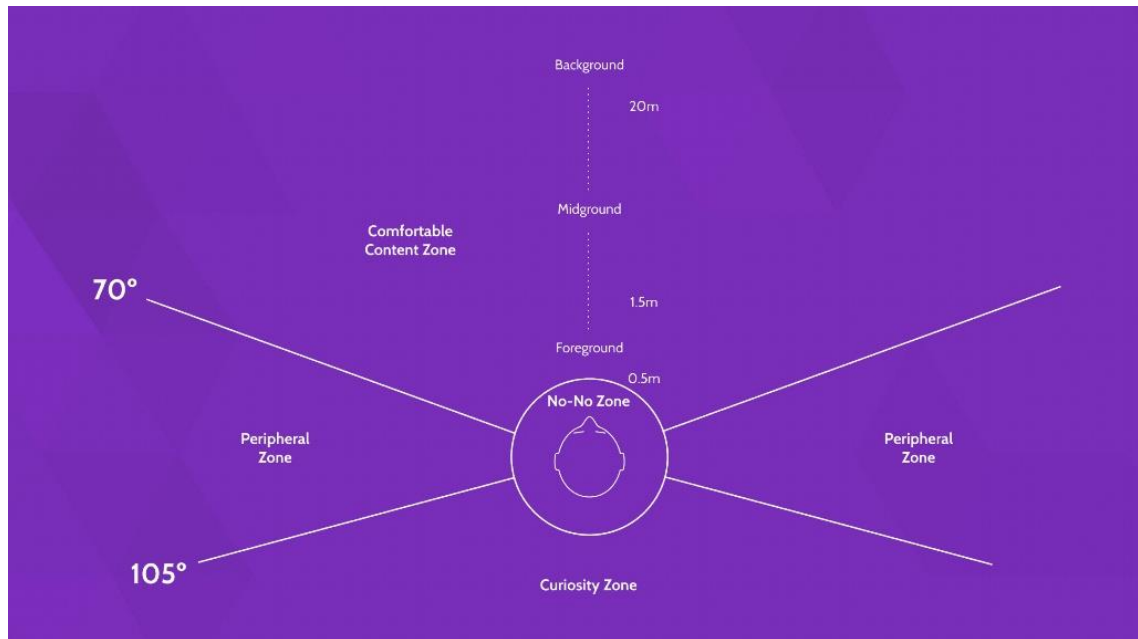 Background
20m
Midground
Comfortable
Content Zone
70°
1.5m
Foreground
0.5m
No-No Zone
Peripheral
Zone
Peripheral
Zone
105°
Curiosity Zone